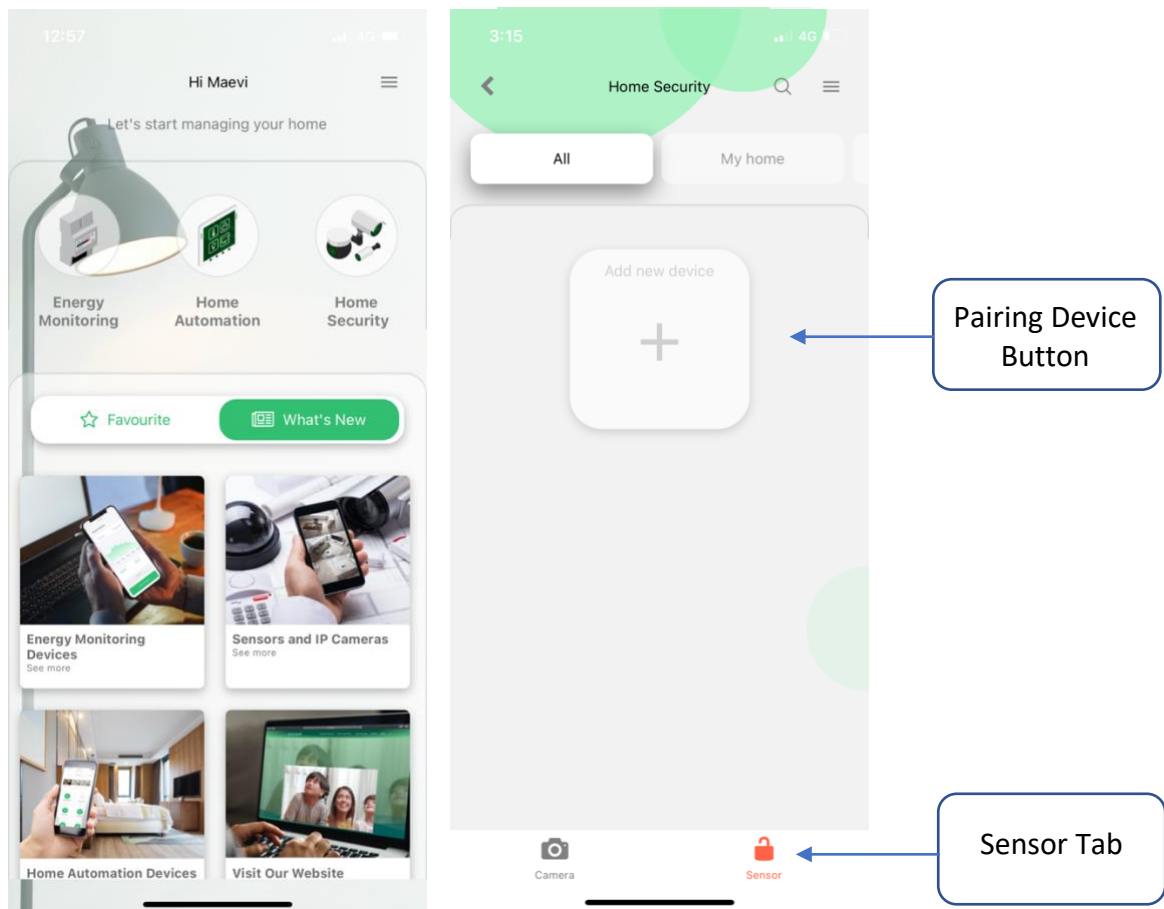 12:57
4G
Hi Maevi
Let's start managing your home
Energy
Monitoring
Home
Automation
Home
Security
Favourite
What's New
Energy Monitoring
Devices
See more
Sensors and IP Cameras
See more
Home Automation Devices
Visit Our Website
3:15
4G
Home Security
All
My home
Add new device
Camera
Sensor
Pairing Device
Button
Sensor Tab